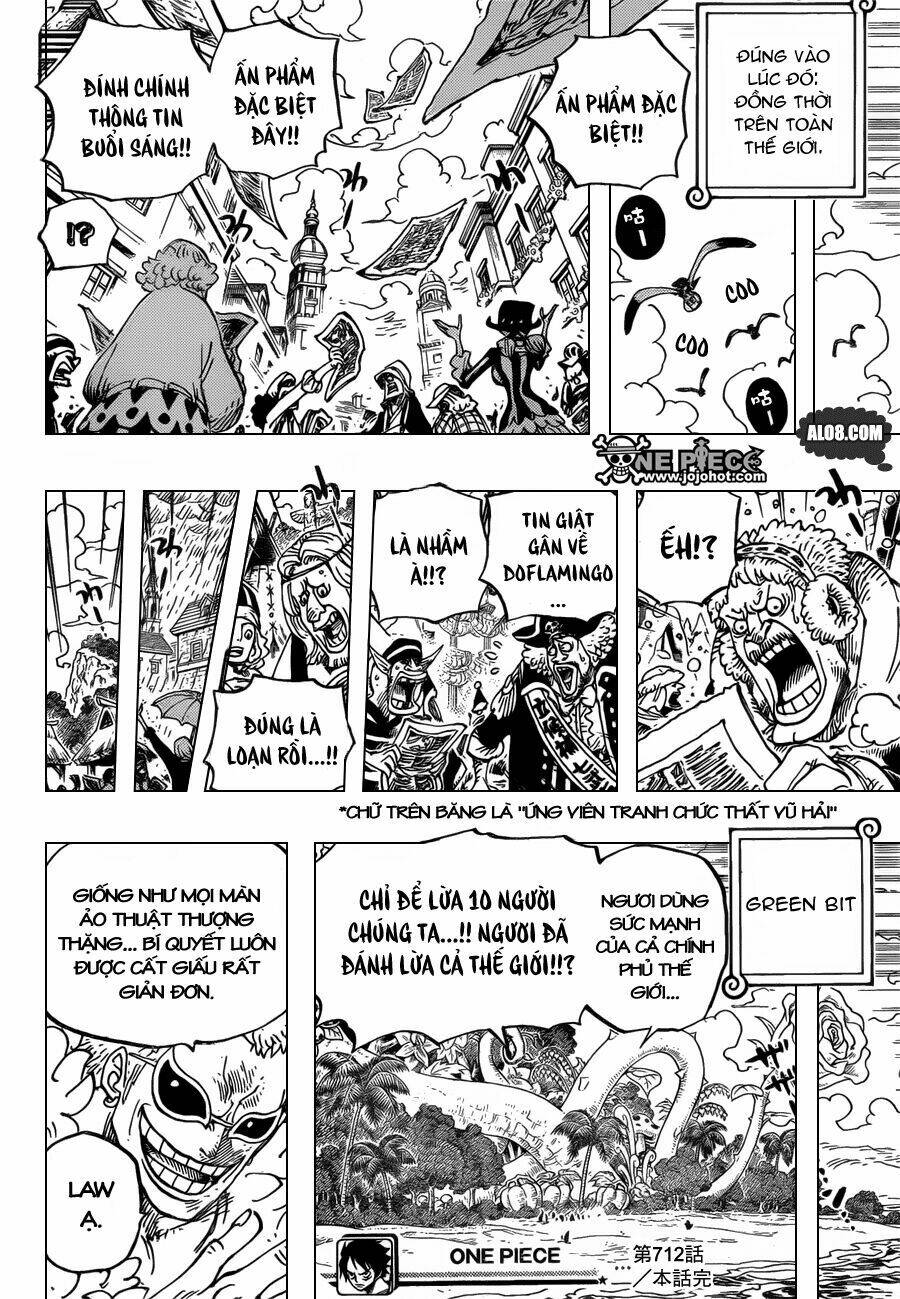 ĐÚNG VÀO
LÚC ĐÓ;
ĐỒNG THỜI
TRÊN TOÀN
THẾ GIỚI.
ẤN PHẨM ĐẶC
BIỆT!!
ẤN PHẨM
ĐẶC BIỆT
ĐÂY!!
ĐÍNH CHÍNH
THÔNG TIN
BUỔI SÁNG!!
!?
咕
COO
COO
咕
ALO8.COM
ONE PIECE
www.jojohot.com
ẾH!?
TIN GIẬT
GÂN VỀ
DOFLAMINGO
...
LÀ NHẦM
À!!?
ĐÚNG LÀ
LOẠN RỒI...!!
*CHỮ TRÊN BĂNG LÀ "ỨNG VIÊN TRANH CHỨC THẤT VŨ HẢI"
GREEN BIT
NGƯƠI DÙNG
SỨC MẠNH
CỦA CẢ CHÍNH
PHỦ THẾ
GIỚI...
CHỈ ĐỂ LỪA 10 NGƯỜI
CHÚNG TA...!! NGƯƠI ĐÃ
ĐÁNH LỪA CẢ THẾ GIỚI!!?
GIỐNG NHƯ MỌI MÀN
ẢO THUẬT THƯỢNG
THẶNG... BÍ QUYẾT LUÔN
ĐƯỢC CẤT GIẤU RẤT
GIẢN ĐƠN.
LAW
Ạ.
ONE PIECE
第712話
...／本話完